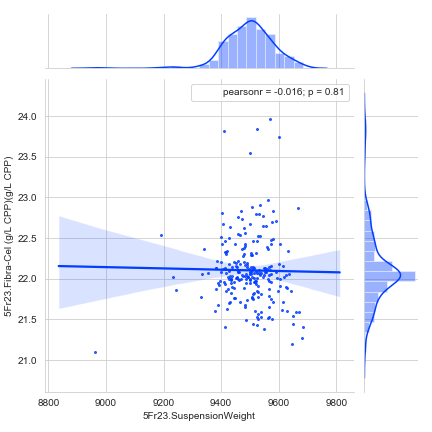 pearsonr = -0.016; p = 0.81
24.0
23.5
23.0
22.5
22.0
21.5
21.0
5Fr23.Fibra-Cel (g/L CPP)(g/L CPP)
8800 9000 9200 9400 9600 9800
5Fr23.SuspensionWeight